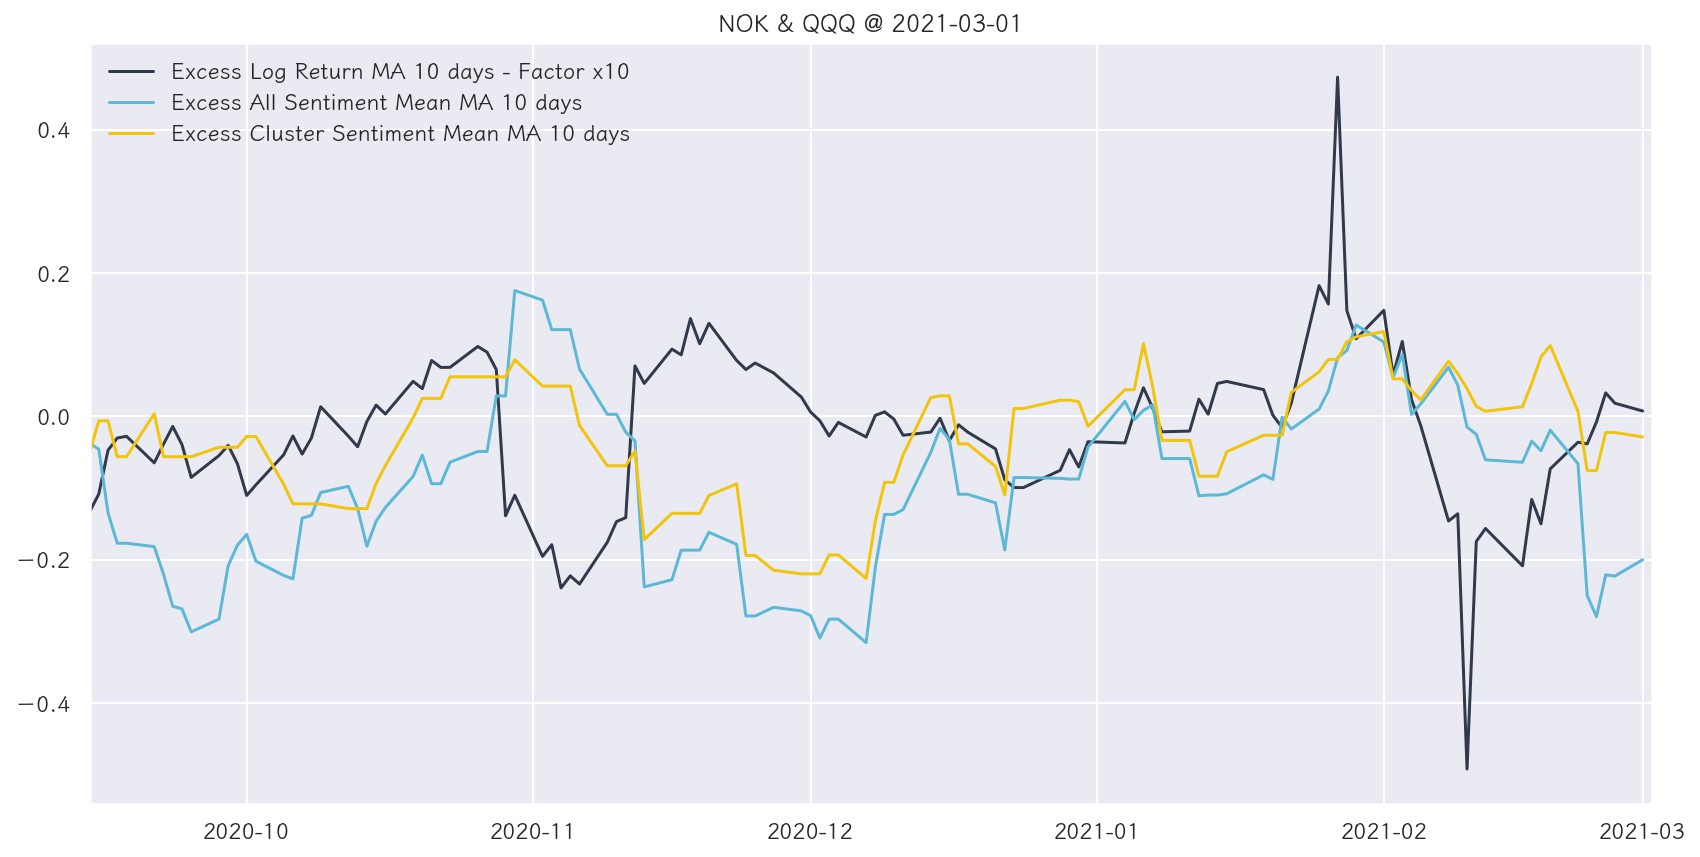 NOK & QQQ @ 2021-03-01
Excess Log Return MA 10 days - Factor x10
Excess All Sentiment Mean MA 10 days
Excess Cluster Sentiment Mean MA 10 days
0.4
0.2
0.0
−0.2
−0.4
2020-10 2020-11 2020-12 2021-01 2021-02 2021-03